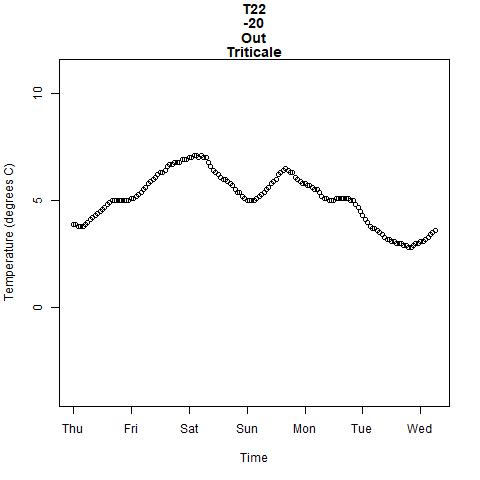 T22
-20
Out
Triticale
Temperature (degrees C)
10
5
0
Thu Fri Sat Sun Mon Tue Wed
Time